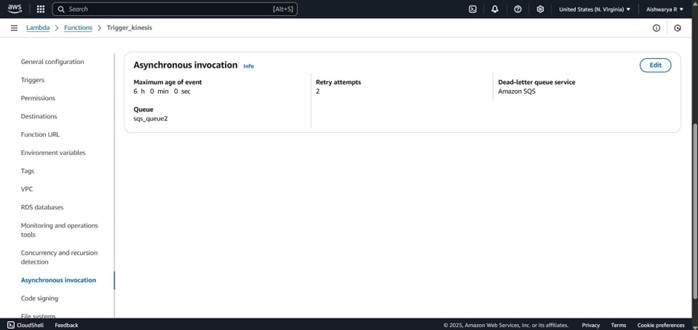 aws
Search [Alt+S]
United States (N. Virginia) ▼ Aishwarya R ▼
Lambda > Functions > Trigger_kinesis
General configuration
Triggers
Permissions
Destinations
Function URL
Environment variables
Tags
VPC
RDS databases
Monitoring and operations
tools
Concurrency and recursion
detection
Asynchronous invocation
Code signing
File systems
Asynchronous invocation Info
Edit
Maximum age of event
6 h 0 min 0 sec
Retry attempts
2
Dead-letter queue service
Amazon SQS
Queue
sqs_queue2
CloudShell Feedback
© 2025, Amazon Web Services, Inc. or its affiliates. Privacy Terms Cookie preferences